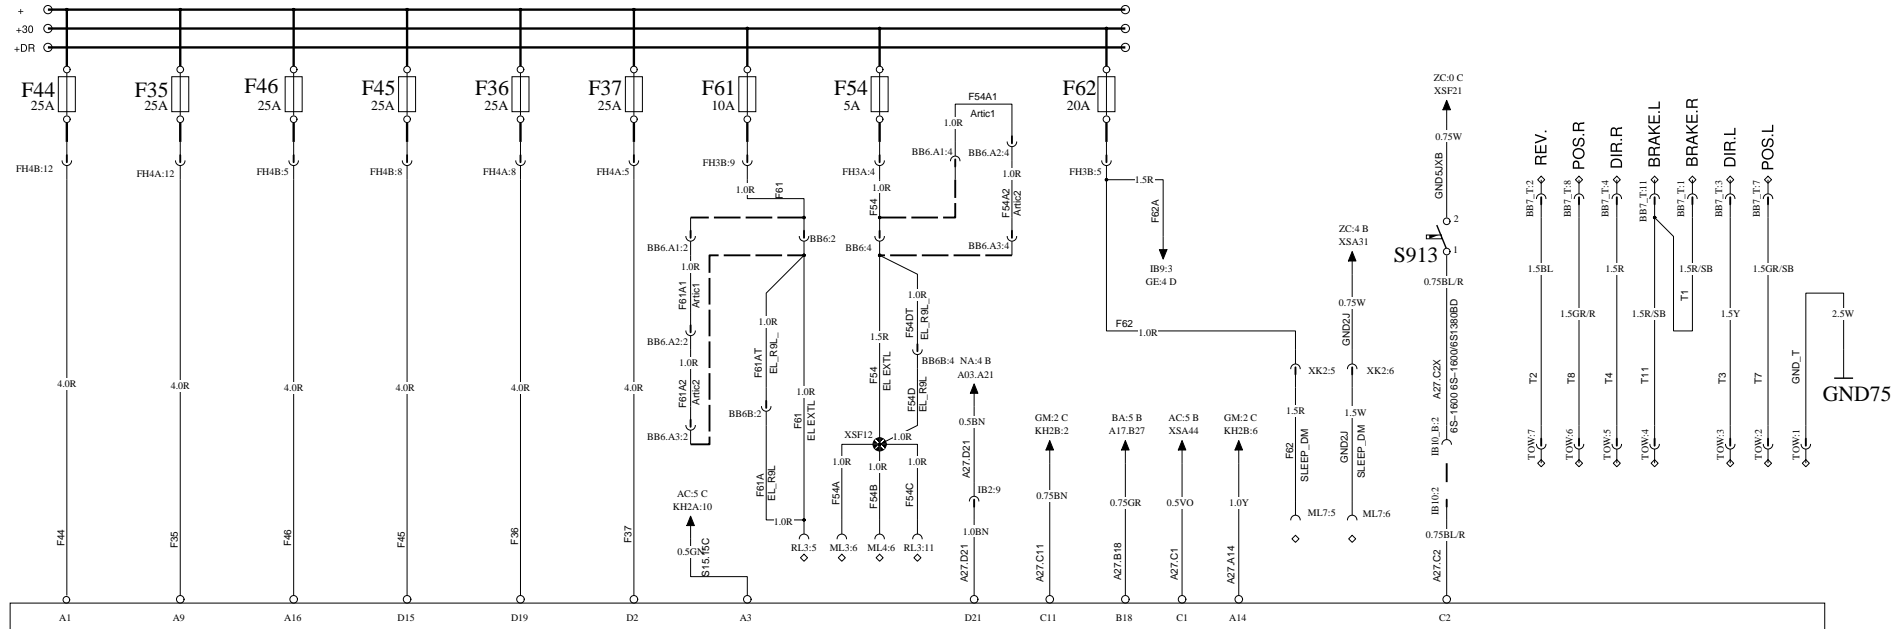 +
+30
+DR
F44
25A
F35
25A
F46
25A
F45
25A
F36
25A
F37
25A
F61
10A
F54
5A
F62
20A
F54A1
Artic1
1.0R
BB6.A1:4
BB6.A2:4
1.0R
F54A2
Artic2
BB6.A3:4
ZC:0 C
XSF21
0.75W
GND5JXB
2
1
S913
0.75BL/R
FH4B:12
FH4A:12
FH4B:5
FH4B:8
FH4A:8
FH4A:5
FH3B:9
FH3A:4
FH3B:5
1.0R
F61
1.0R
F54
1.5R
F62A
IB9:3
GE:4 D
BB6.A1:2
BB6:2
BB6:4
1.0R
F61A1
Artic1
BB6.A2:2
1.0R
F61A2
Artic2
BB6.A3:2
1.0R
F61AT
EL_R9L_
BB6B:2
F61A
EL_R9L
1.0R
1.0R
F61
EL EXTL
1.5R
F54
EL EXTL
1.0R
F54DT
EL_R9L_
BB6B:4
F54D
EL_R9L
XSF12
1.0R
1.0R
1.0R
1.0R
F54A
F54B
F54C
RL3:5
ML3:6
ML4:6
RL3:11
F62
1.0R
XK2:5
1.5R
F62
SLEEP_DM
ML7:5
ZC:4 B
XSA31
0.75W
GND2J
XK2:6
1.5W
GND2J
SLEEP_DM
ML7:6
A27.C2X
6S-1600 6S-1600/6S1380BD
IB10_B:2
IB10:2
0.75BL/R
A27.C2
4.0R
4.0R
4.0R
4.0R
4.0R
4.0R
F44
F35
F46
F45
F36
F37
AC:5 C
KH2A:10
0.5GN
S15.15C
NA:4 B
A03.A21
0.5BN
A27.D21
IB2:9
1.0BN
A27.D21
GM:2 C
KH2B:2
0.75BN
A27.C11
BA:5 B
A17.B27
0.75GR
A27.B18
AC:5 B
XSA44
0.5VO
A27.C1
GM:2 C
KH2B:6
1.0Y
A27.A14
REV.
POS.R
DIR.R
BRAKE.L
BRAKE.R
DIR.L
POS.L
BB7_T:2
BB7_T:8
BB7_T:4
BB7_T:11
BB7_T:1
BB7_T:3
BB7_T:7
1.5BL
1.5GR/R
1.5R
1.5R/SB
1.5R/SB
T1
1.5Y
1.5GR/SB
2.5W
T2
T8
T4
T11
T3
T7
GND_T
GND75
TOW:7
TOW:6
TOW:5
TOW:4
TOW:3
TOW:2
TOW:1
A1
A9
A16
D15
D19
D2
A3
D21
C11
B18
C1
A14
C2